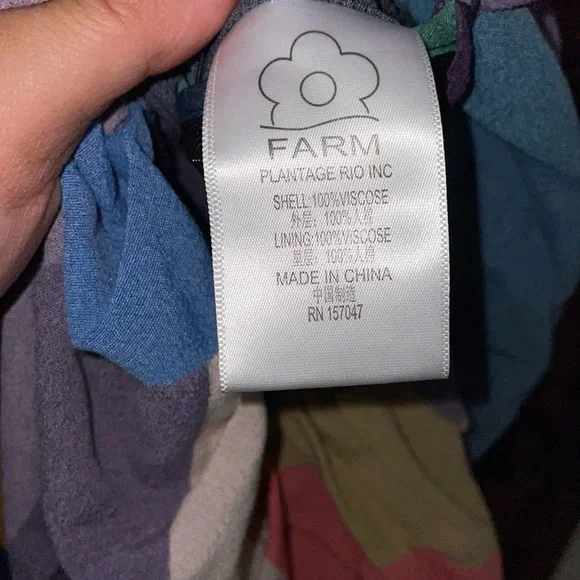 FARM
PLANTAGE RIO INC
SHELL:100%VISCOSE
外层: 100%人棉
LINING:100%VISCOSE
里层: 100%人棉
MADE IN CHINA
中国制造
RN 157047